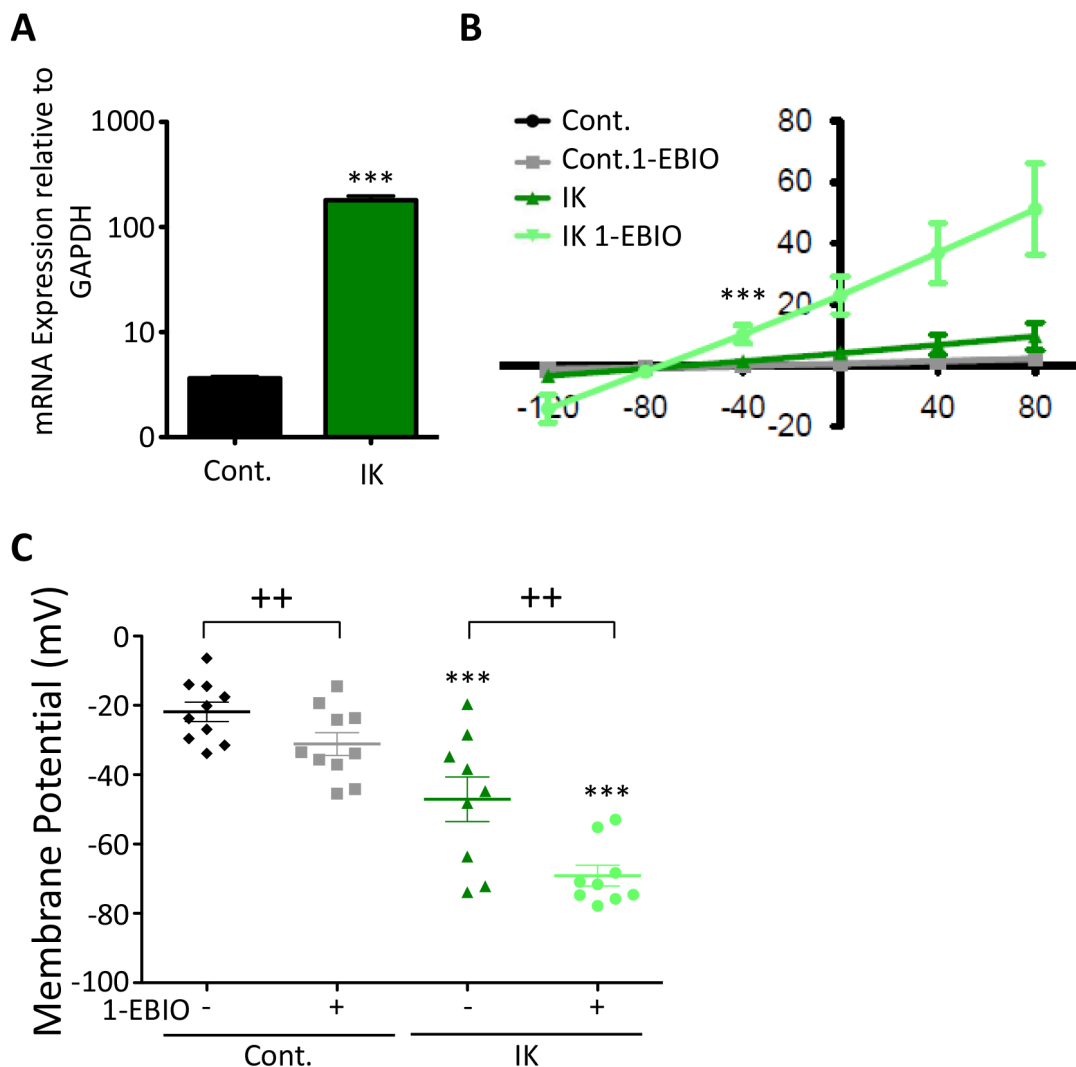 A
mRNA Expression relative to
GAPDH
1000
100
10
0
***
Cont.
IK
B
Cont.
Cont.1-EBIO
IK
IK 1-EBIO
80
60
40
20
-20
***
-120
-80
-40
40
80
C
Membrane Potential (mV)
0
-20
-40
-60
-80
-100
++
++
***
***
1-EBIO
-
+
-
+
Cont.
IK